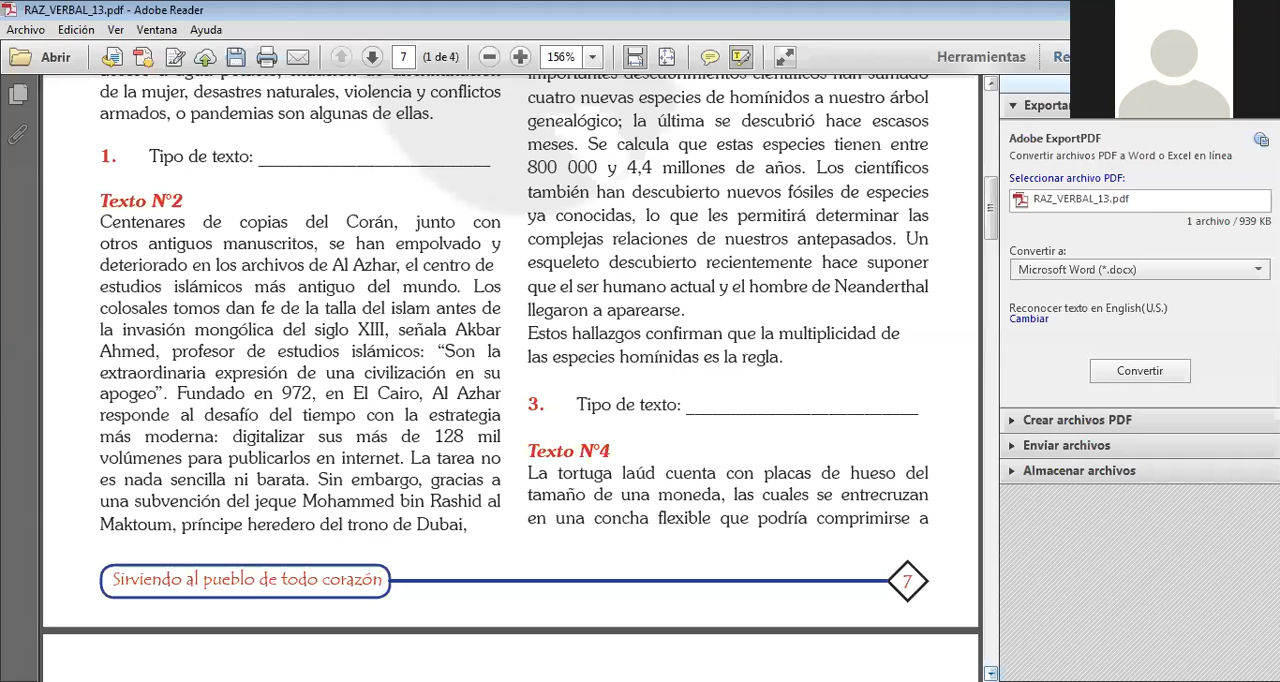 RAZ_VERBAL_13.pdf - Adobe Reader
Archivo Edición Ver Ventana Ayuda
Abrir
7 (1 de 4)
156%
Herramientas
de la mujer, desastres naturales, violencia y conflictos
armados, o pandemias son algunas de ellas.
1. Tipo de texto: ____________________________
Texto N°2
Centenares de copias del Corán, junto con
otros antiguos manuscritos, se han empolvado y
deteriorado en los archivos de Al Azhar, el centro de
estudios islámicos más antiguo del mundo. Los
colosales tomos dan fe de la talla del islam antes de
la invasión mongólica del siglo XIII, señala Akbar
Ahmed, profesor de estudios islámicos: “Son la
extraordinaria expresión de una civilización en su
apogeo”. Fundado en 972, en El Cairo, Al Azhar
responde al desafío del tiempo con la estrategia
más moderna: digitalizar sus más de 128 mil
volúmenes para publicarlos en internet. La tarea no
es nada sencilla ni barata. Sin embargo, gracias a
una subvención del jeque Mohammed bin Rashid al
Maktoum, príncipe heredero del trono de Dubai,
importantes descubrimientos científicos han sumado
cuatro nuevas especies de homínidos a nuestro árbol
genealógico; la última se descubrió hace escasos
meses. Se calcula que estas especies tienen entre
800 000 y 4,4 millones de años. Los científicos
también han descubierto nuevos fósiles de especies
ya conocidas, lo que les permitirá determinar las
complejas relaciones de nuestros antepasados. Un
esqueleto descubierto recientemente hace suponer
que el ser humano actual y el hombre de Neanderthal
llegaron a aparearse.
Estos hallazgos confirman que la multiplicidad de
las especies homínidas es la regla.
3. Tipo de texto: ____________________________
Texto N°4
La tortuga laúd cuenta con placas de hueso del
tamaño de una moneda, las cuales se entrecruzan
en una concha flexible que podría comprimirse a
Sirviendo al pueblo de todo corazón
7
Adobe ExportPDF
Convertir archivos PDF a Word o Excel en línea
Seleccionar archivo PDF:
RAZ_VERBAL_13.pdf
1 archivo / 939 KB
Convertir a:
Microsoft Word (*.docx)
Reconocer texto en English(U.S.)
Cambiar
Convertir
Crear archivos PDF
Enviar archivos
Almacenar archivos